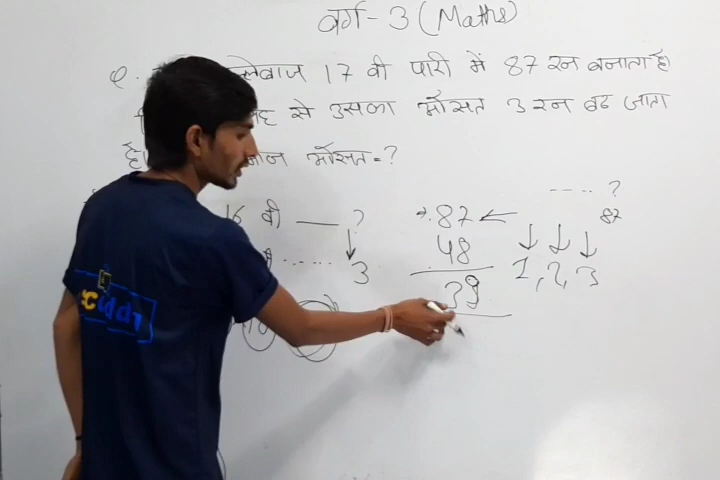 वर्ग - 3 (Maths)
Q. लेबाज 17 वी पारी में 87 रन बनाता है।
से उसका औसत 3 रन बढ जाता
है। औसत = ?
---- ?
16 वी ___ ? → 87 ← 87
48
...... 3 1, 2, 3
39